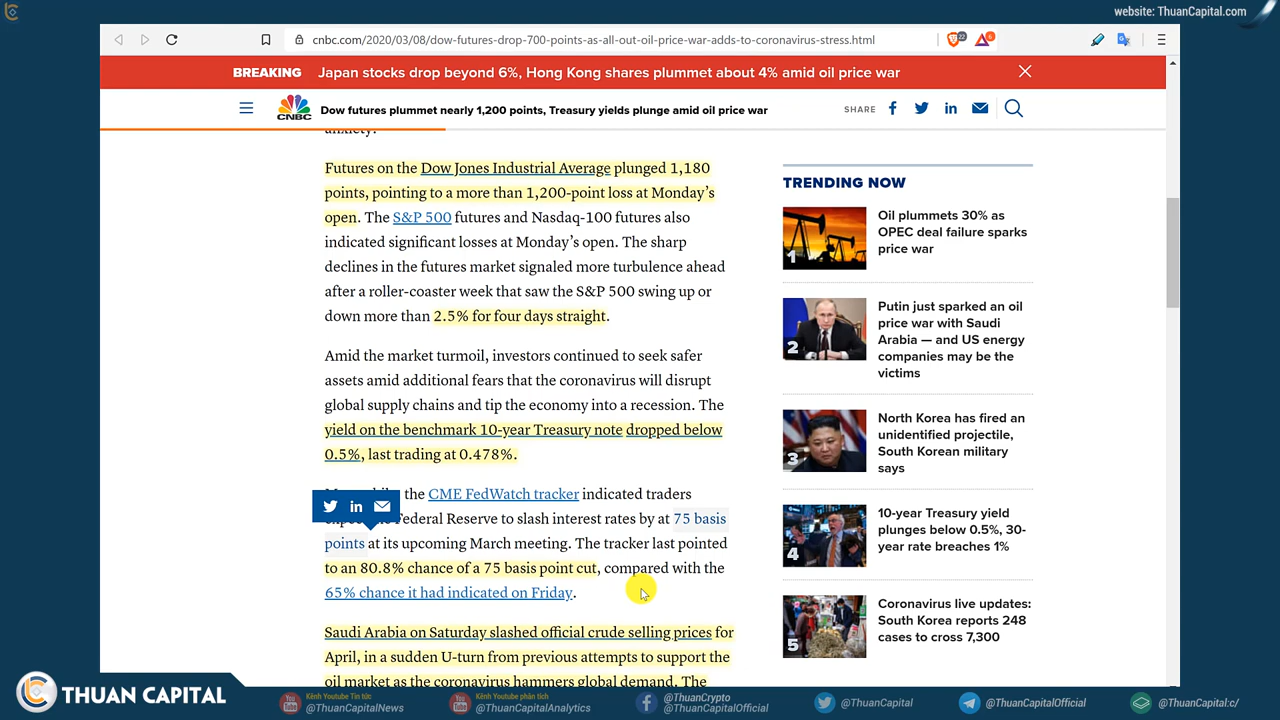 website: ThuanCapital.com
cnbc.com/2020/03/08/dow-futures-drop-700-points-as-all-out-oil-price-war-adds-to-coronavirus-stress.html
BREAKING Japan stocks drop beyond 6%, Hong Kong shares plummet about 4% amid oil price war
CNBC
Dow futures plummet nearly 1,200 points, Treasury yields plunge amid oil price war
SHARE
anxiety.
Futures on the Dow Jones Industrial Average plunged 1,180
points, pointing to a more than 1,200-point loss at Monday's
open. The S&P 500 futures and Nasdaq-100 futures also
indicated significant losses at Monday's open. The sharp
declines in the futures market signaled more turbulence ahead
after a roller-coaster week that saw the S&P 500 swing up or
down more than 2.5% for four days straight.
Amid the market turmoil, investors continued to seek safer
assets amid additional fears that the coronavirus will disrupt
global supply chains and tip the economy into a recession. The
yield on the benchmark 10-year Treasury note dropped below
0.5%, last trading at 0.478%.
the CME FedWatch tracker indicated traders
Federal Reserve to slash interest rates by at 75 basis
points at its upcoming March meeting. The tracker last pointed
to an 80.8% chance of a 75 basis point cut, compared with the
65% chance it had indicated on Friday.
Saudi Arabia on Saturday slashed official crude selling prices for
April, in a sudden U-turn from previous attempts to support the
oil market as the coronavirus hammers global demand. The
TRENDING NOW
1
Oil plummets 30% as
OPEC deal failure sparks
price war
2
Putin just sparked an oil
price war with Saudi
Arabia — and US energy
companies may be the
victims
3
North Korea has fired an
unidentified projectile,
South Korean military
says
4
10-year Treasury yield
plunges below 0.5%, 30-
year rate breaches 1%
5
Coronavirus live updates:
South Korea reports 248
cases to cross 7,300
THUAN CAPITAL
Kênh Youtube Tin tức
@ThuanCapitalNews
Kênh Youtube phân tích
@ThuanCapitalAnalytics
@ThuanCrypto
@ThuanCapitalOfficial
@ThuanCapital
@ThuanCapitalOfficial
@ThuanCapital:c/